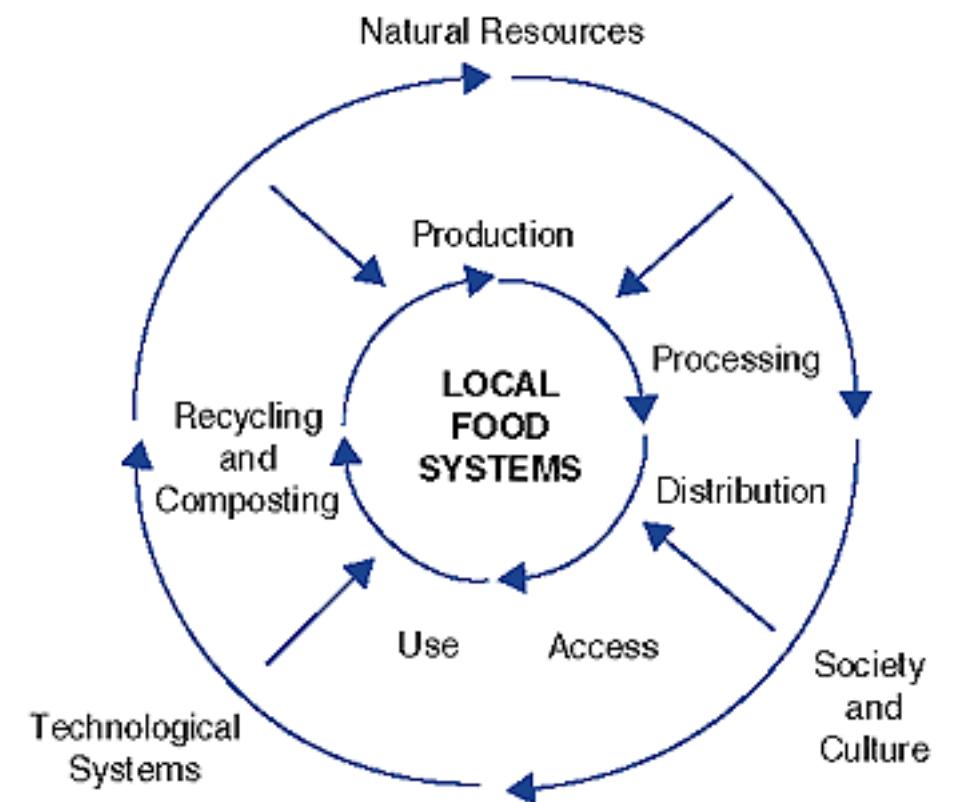 Natural Resources
Production
Processing
LOCAL
FOOD
SYSTEMS
Recycling
and
Composting
Distribution
Use
Access
Society
and
Culture
Technological
Systems